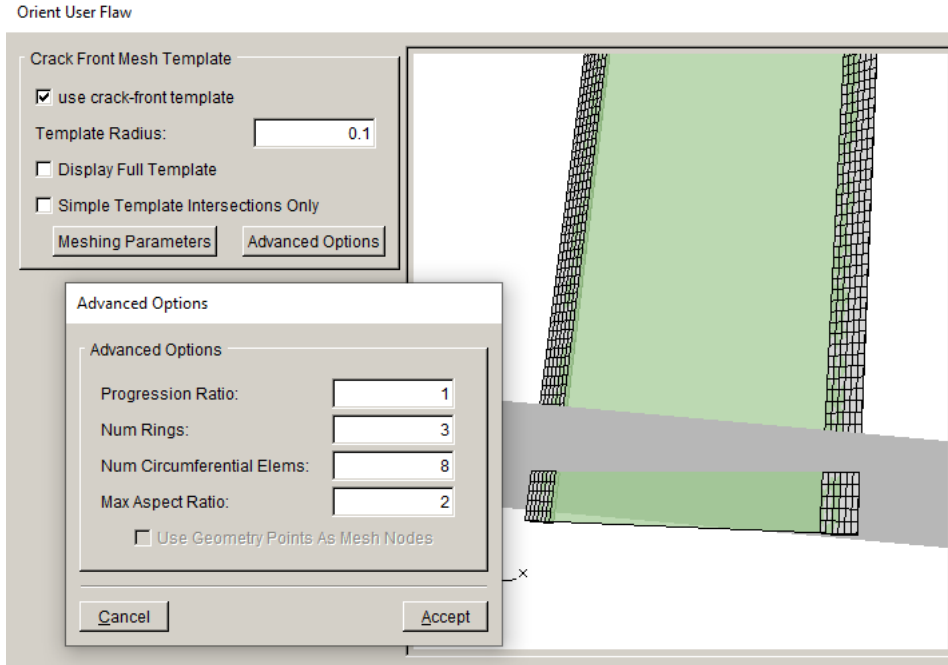 Orient User Flaw
Crack Front Mesh Template
use crack-front template
Template Radius: 0.1
Display Full Template
Simple Template Intersections Only
Meshing Parameters Advanced Options
Advanced Options
Advanced Options
Progression Ratio: 1
Num Rings: 3
Num Circumferential Elems: 8
Max Aspect Ratio: 2
Use Geometry Points As Mesh Nodes
Cancel Accept
x